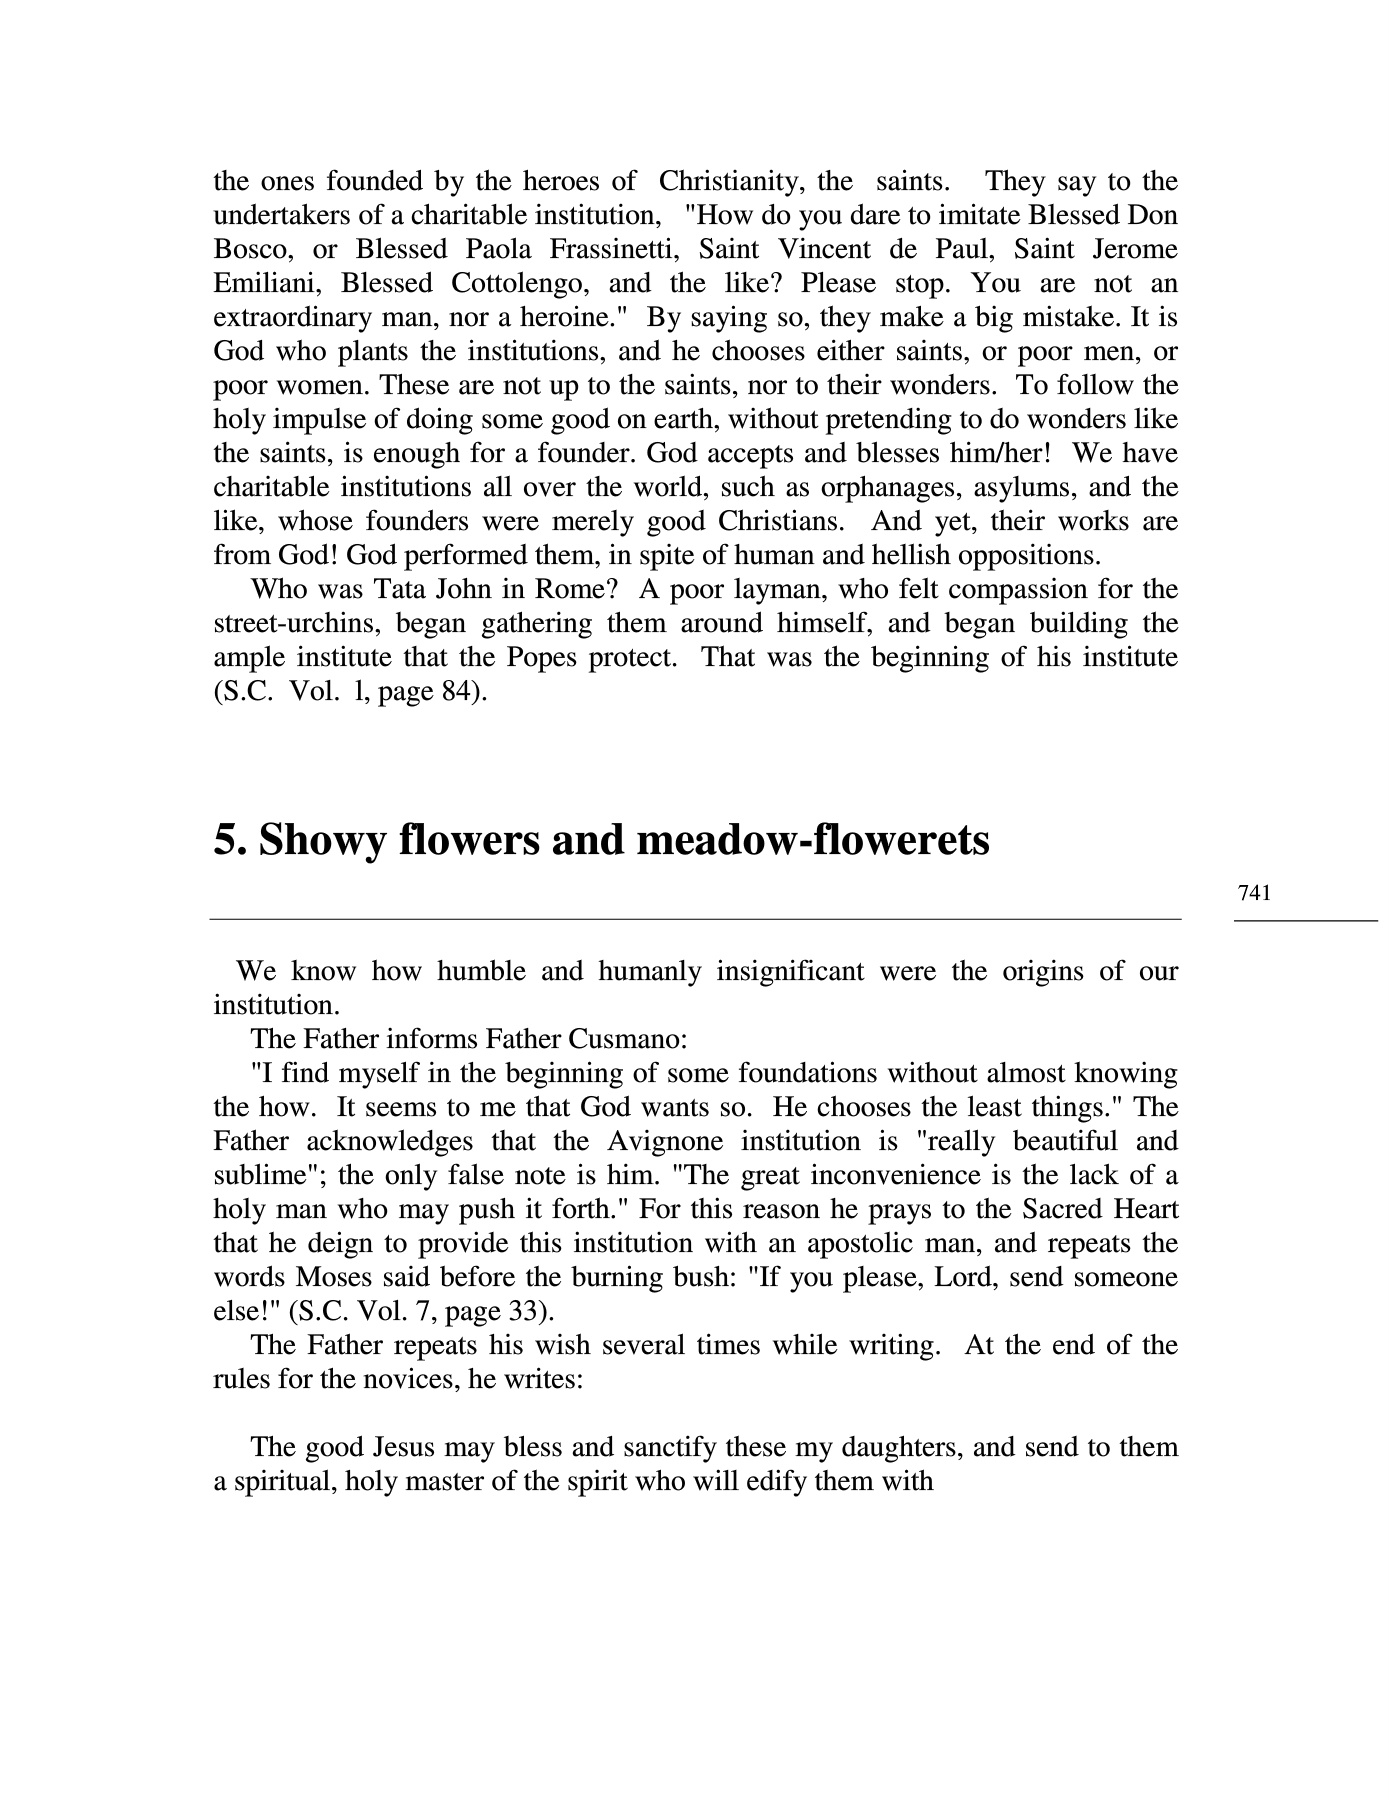 the ones founded by the heroes of Christianity, the saints. They say to the
undertakers of a charitable institution, "How do you dare to imitate Blessed Don
Bosco, or Blessed Paola Frassinetti, Saint Vincent de Paul, Saint Jerome
Emiliani, Blessed Cottolengo, and the like? Please stop. You are not an
extraordinary man, nor a heroine." By saying so, they make a big mistake. It is
God who plants the institutions, and he chooses either saints, or poor men, or
poor women. These are not up to the saints, nor to their wonders. To follow the
holy impulse of doing some good on earth, without pretending to do wonders like
the saints, is enough for a founder. God accepts and blesses him/her! We have
charitable institutions all over the world, such as orphanages, asylums, and the
like, whose founders were merely good Christians. And yet, their works are
from God! God performed them, in spite of human and hellish oppositions.
Who was Tata John in Rome? A poor layman, who felt compassion for the
street-urchins, began gathering them around himself, and began building the
ample institute that the Popes protect. That was the beginning of his institute
(S.C. Vol. 1, page 84).
5. Showy flowers and meadow-flowerets
741
We know how humble and humanly insignificant were the origins of our
institution.
The Father informs Father Cusmano:
"I find myself in the beginning of some foundations without almost knowing
the how. It seems to me that God wants so. He chooses the least things." The
Father acknowledges that the Avignone institution is "really beautiful and
sublime"; the only false note is him. "The great inconvenience is the lack of a
holy man who may push it forth." For this reason he prays to the Sacred Heart
that he deign to provide this institution with an apostolic man, and repeats the
words Moses said before the burning bush: "If you please, Lord, send someone
else!" (S.C. Vol. 7, page 33).
The Father repeats his wish several times while writing. At the end of the
rules for the novices, he writes:
The good Jesus may bless and sanctify these my daughters, and send to them
a spiritual, holy master of the spirit who will edify them with